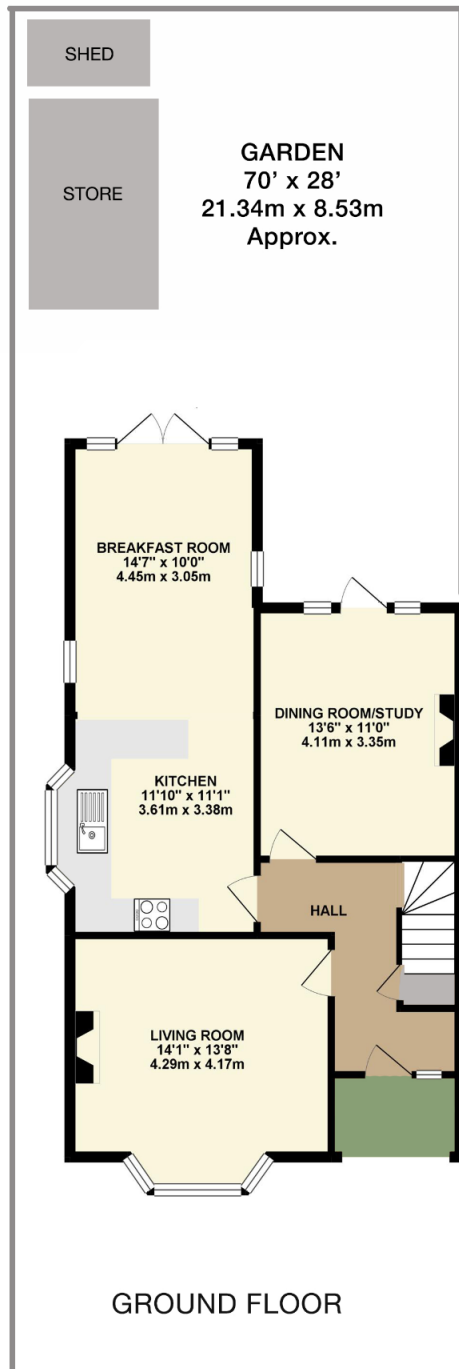 SHED
STORE
GARDEN
70' x 28'
21.34m x 8.53m
Approx.
BREAKFAST ROOM
14'7" x 10'0"
4.45m x 3.05m
DINING ROOM/STUDY
13'6" x 11'0"
4.11m x 3.35m
KITCHEN
11'10" x 11'1"
3.61m x 3.38m
HALL
LIVING ROOM
14'1" x 13'8"
4.29m x 4.17m
GROUND FLOOR